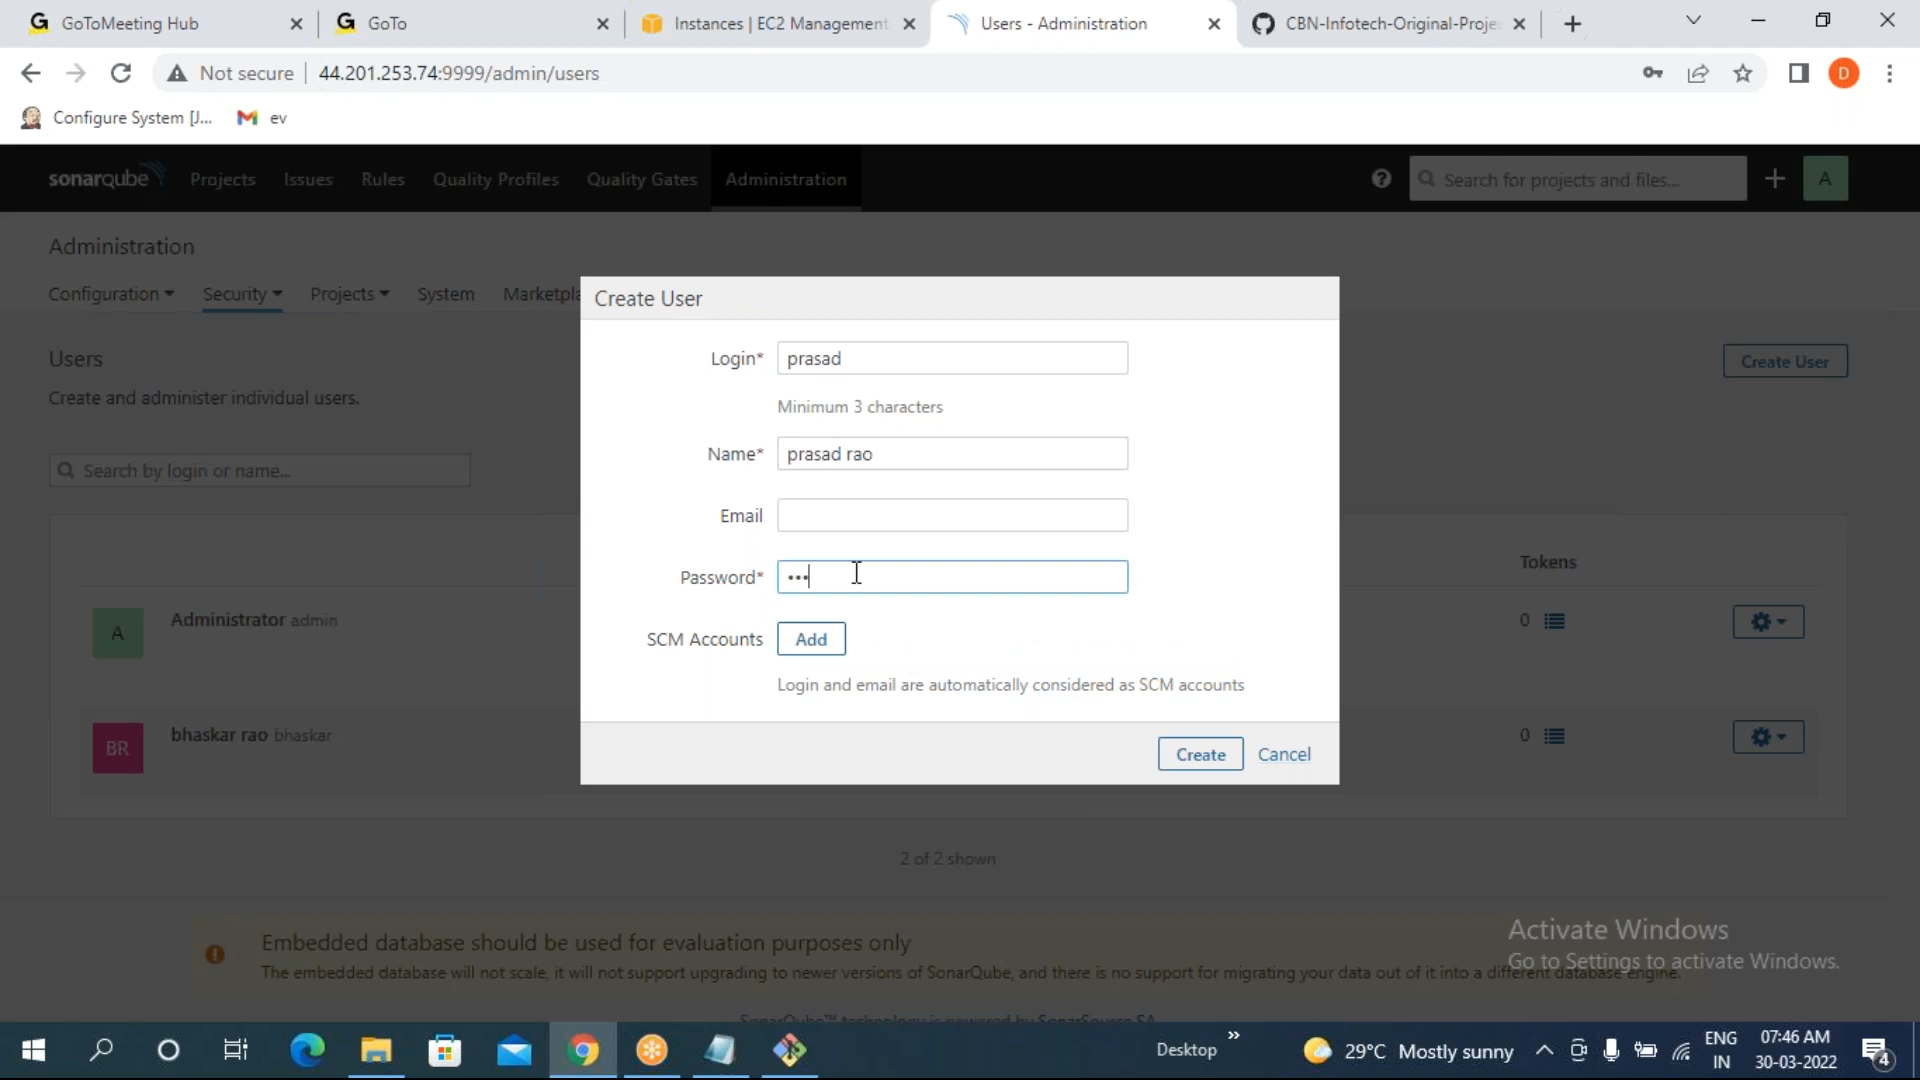 GoToMeeting Hub
GoTo
Instances | EC2 Management
Users - Administration
CBN-Infotech-Original-Proje
Not secure
44.201.253.74:9999/admin/users
D
Configure System [J...
ev
sonarqube
Projects
Issues
Rules
Quality Profiles
Quality Gates
Administration
Search for projects and files...
A
Administration
Configuration
Security
Projects
System
Marketpla
Create User
Login*
prasad
Minimum 3 characters
Name*
prasad rao
Email
Password*
SCM Accounts
Add
Login and email are automatically considered as SCM accounts
Create
Cancel
Users
Create User
Create and administer individual users.
Search by login or name...
Tokens
A
Administrator admin
0
BR
bhaskar rao bhaskar
0
2 of 2 shown
Embedded database should be used for evaluation purposes only
The embedded database will not scale, it will not support upgrading to newer versions of SonarQube, and there is no support for migrating your data out of it into a different database engine.
Activate Windows
Go to Settings to activate Windows.
SonarQube™ technology is powered by SonarSource SA
Desktop
29°C Mostly sunny
ENG
IN
07:46 AM
30-03-2022
4